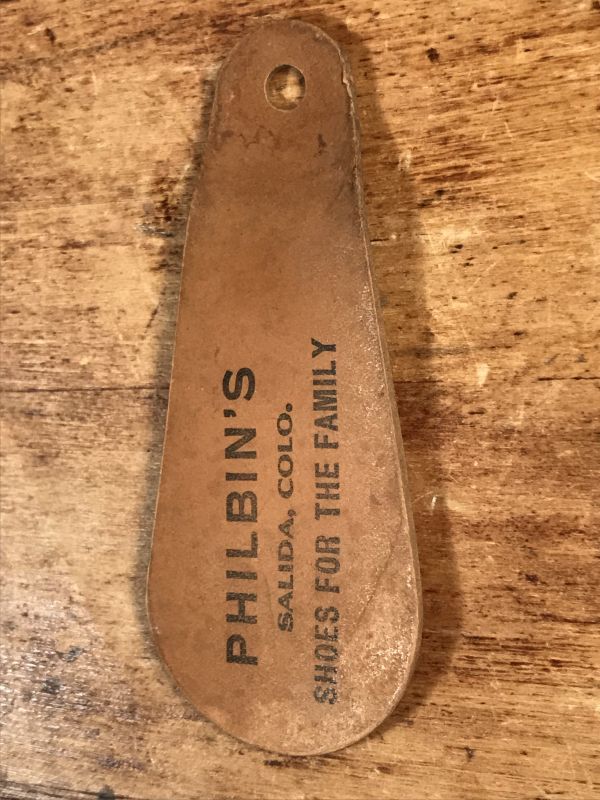 PHILBIN'S
SALIDA, COLO.
SHOES FOR THE FAMILY